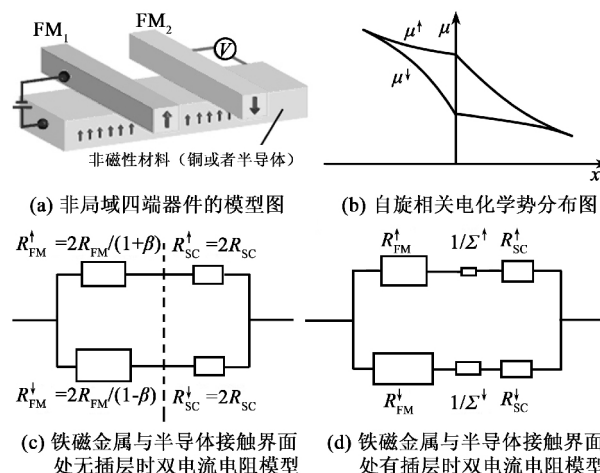 FM₁
FM₂
V
非磁性材料（铜或者半导体）
(a) 非局域四端器件的模型图
μ
μ↑
μ↓
x
(b) 自旋相关电化学势分布图
R↑FM =2RFM/(1+β) R↑SC =2RSC
R↓FM =2RFM/(1-β) R↓SC =2RSC
(c) 铁磁金属与半导体接触界面
处无插层时双电流电阻模型
R↑FM 1/Σ↑ R↑SC
R↓FM 1/Σ↓ R↓SC
(d) 铁磁金属与半导体接触界面
处有插层时双电流电阻模型